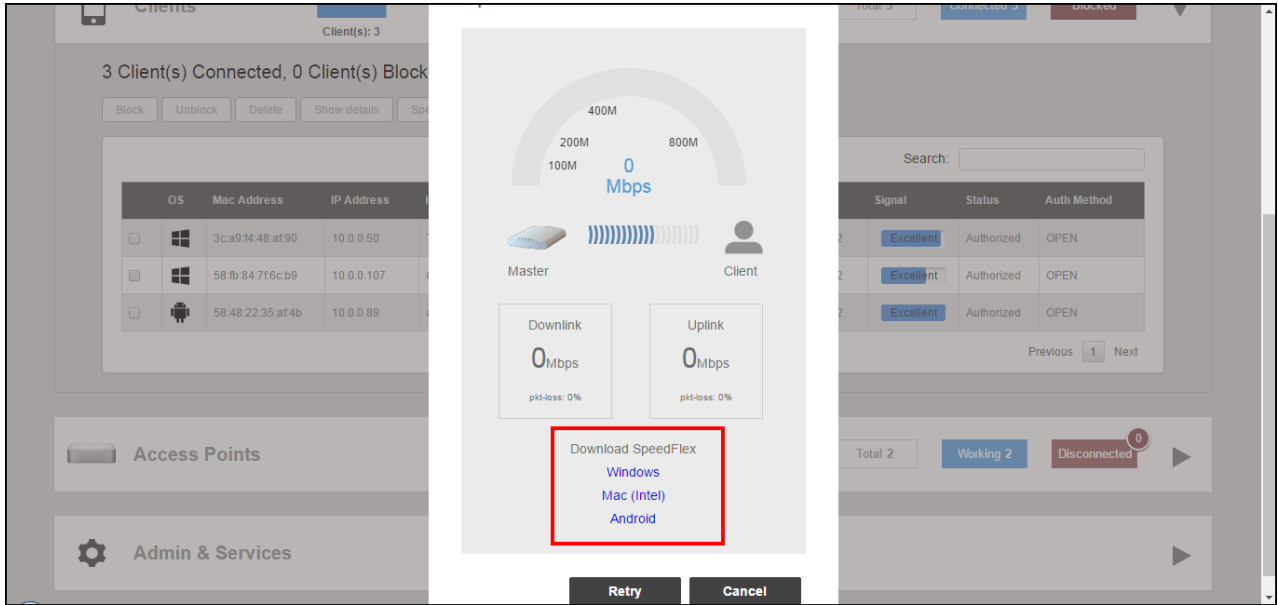 Clients
Client(s): 3
Total 3
Connected 3
Blocked
3 Client(s) Connected, 0 Client(s) Block
Block Unblock Delete Show details Spe
Search:
OS Mac Address IP Address Signal Status Auth Method
3c:a9:f4:48:af:90 10.0.0.50 2 Excellent Authorized OPEN
58:fb:84:7f:6c:b9 10.0.0.107 2 Excellent Authorized OPEN
58:48:22:35:af:4b 10.0.0.89 a 2 Excellent Authorized OPEN
Previous 1 Next
400M
200M 800M
100M 0
Mbps
Master Client
Downlink Uplink
0Mbps 0Mbps
pkt-loss: 0% pkt-loss: 0%
Download SpeedFlex
Windows
Mac (Intel)
Android
Retry Cancel
Access Points
Total 2 Working 2 Disconnected 0
Admin & Services